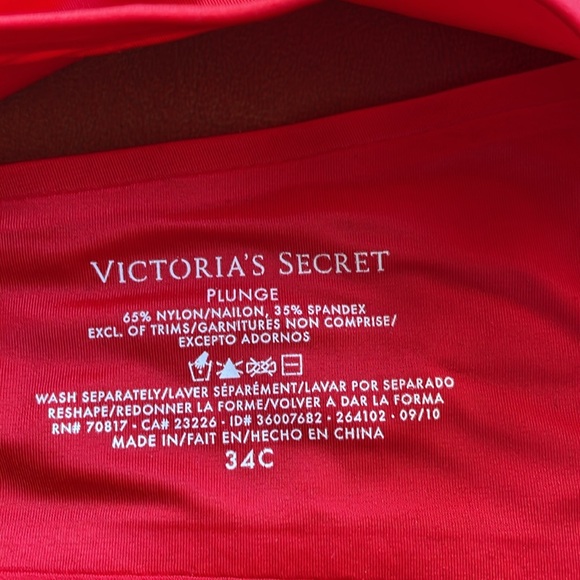 VICTORIA'S SECRET
PLUNGE
65% NYLON/NAILON, 35% SPANDEX
EXCL. OF TRIMS/GARNITURES NON COMPRISE/
EXCEPTO ADORNOS
WASH SEPARATELY/LAVER SÉPARÉMENT/LAVAR POR SEPARADO
RESHAPE/REDONNER LA FORME/VOLVER A DAR LA FORMA
RN# 70817 • CA# 23226 • ID# 36007682 • 264102 • 09/10
MADE IN/FAIT EN/HECHO EN CHINA
34C